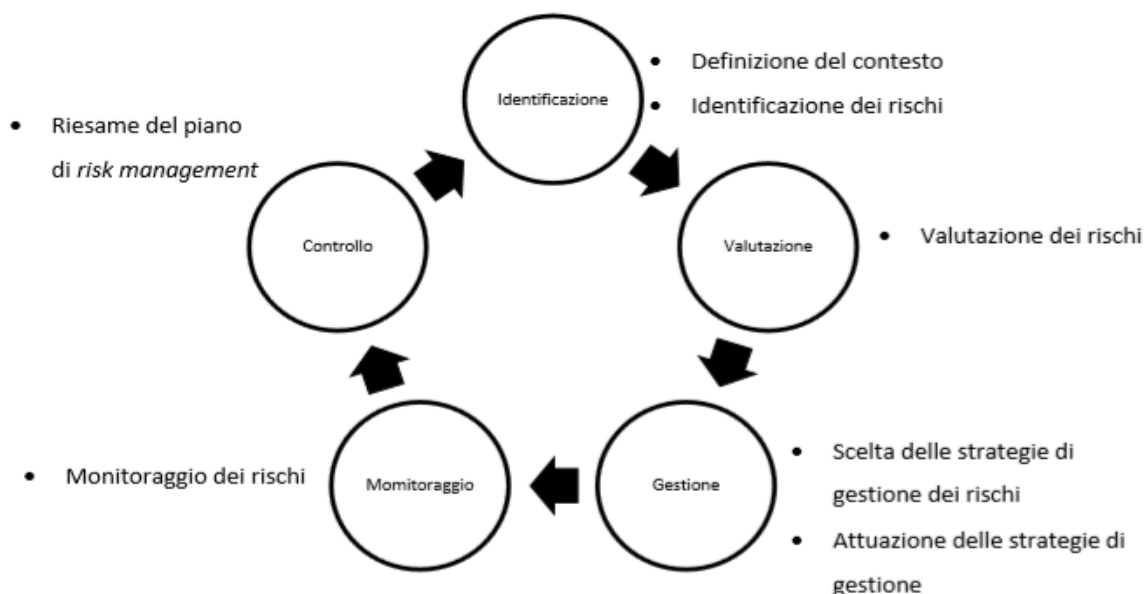 Identificazione
• Definizione del contesto
• Identificazione dei rischi
Valutazione
• Valutazione dei rischi
Gestione
• Scelta delle strategie di
gestione dei rischi
• Attuazione delle strategie di
gestione
Momitoraggio
• Monitoraggio dei rischi
Controllo
• Riesame del piano
di risk management